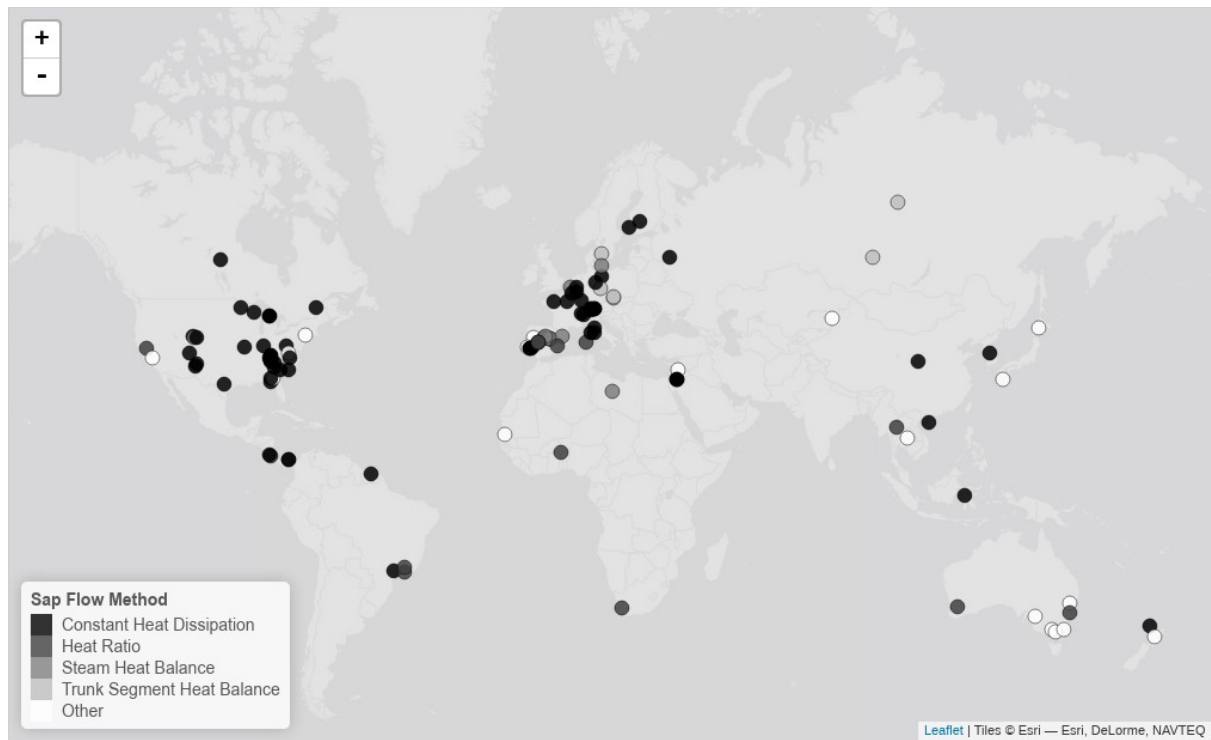 +
-
Sap Flow Method
Constant Heat Dissipation
Heat Ratio
Steam Heat Balance
Trunk Segment Heat Balance
Other
Leaflet | Tiles © Esri — Esri, DeLorme, NAVTEQ